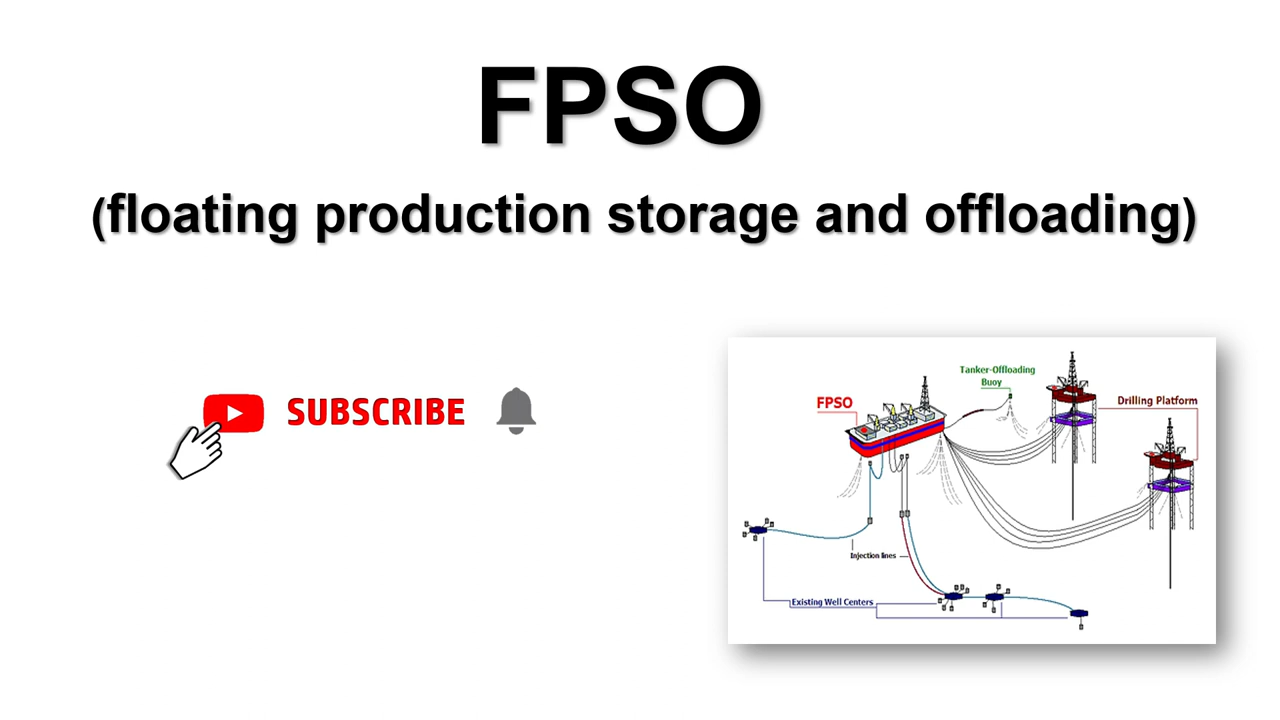 FPSO
(floating production storage and offloading)
SUBSCRIBE
Tanker-Offloading
Buoy
FPSO
Drilling Platform
Injection lines
Existing Well Centers